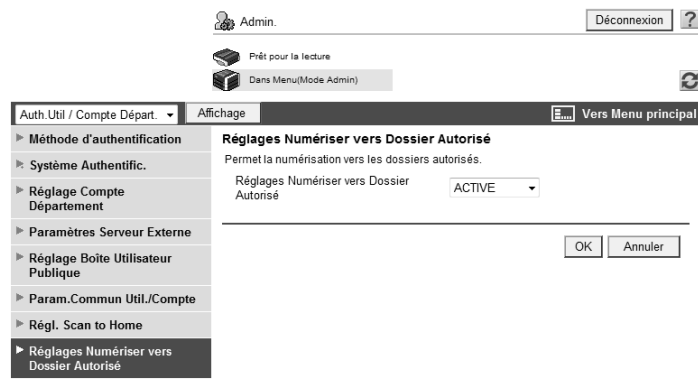 Admin.
Déconnexion
?
Prêt pour la lecture
Dans Menu(Mode Admin)
Auth.Util / Compte Départ.
Affichage
Vers Menu principal
Méthode d'authentification
Système Authentific.
Réglage Compte
Département
Paramètres Serveur Externe
Réglage Boîte Utilisateur
Publique
Param.Commun Util./Compte
Régl. Scan to Home
Réglages Numériser vers
Dossier Autorisé
Réglages Numériser vers Dossier Autorisé
Permet la numérisation vers les dossiers autorisés.
Réglages Numériser vers Dossier
Autorisé
ACTIVE
OK
Annuler